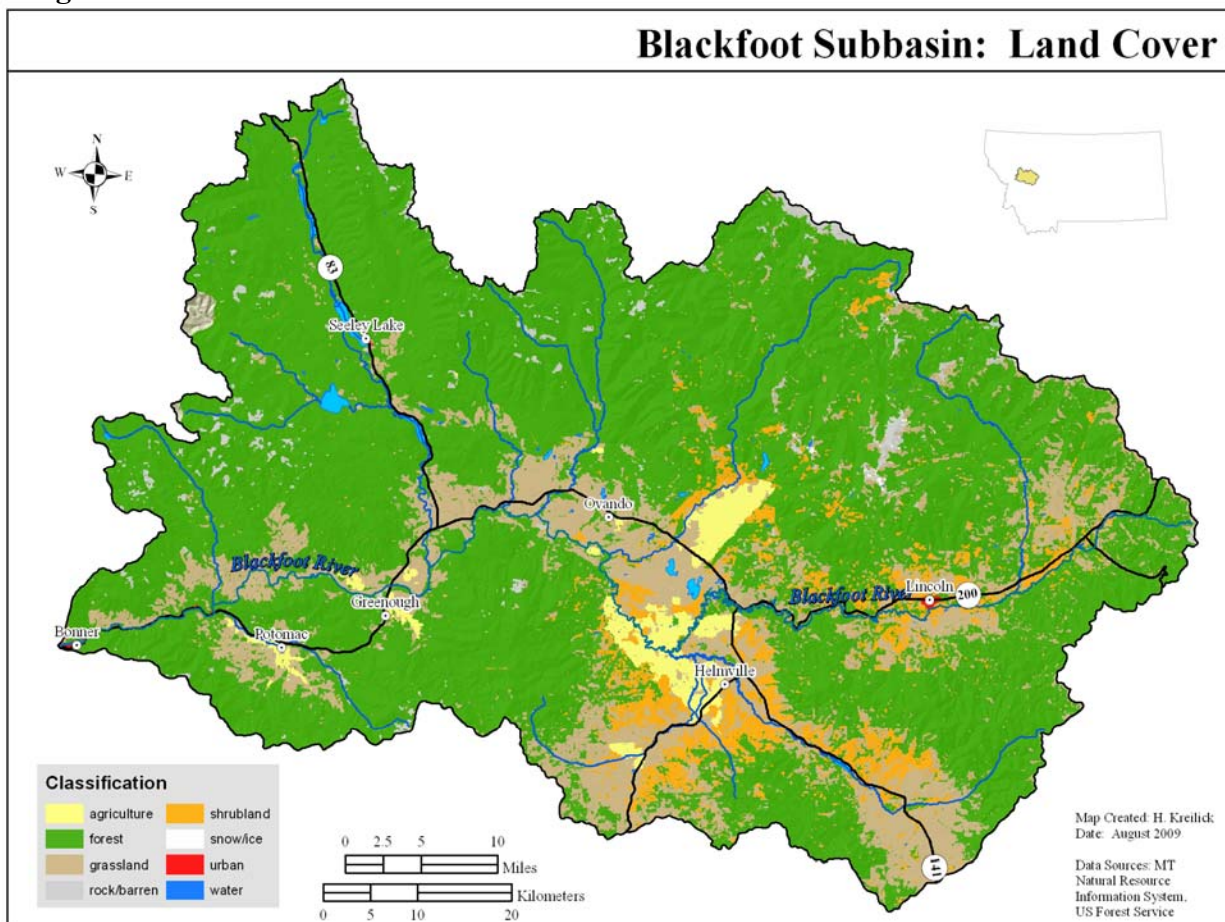 Blackfoot Subbasin: Land Cover
N
W E
S
83
Seeley Lake
Ovando
Blackfoot River
Blackfoot River
Lincoln
200
Greenough
Bonner
Potomac
Helmville
141
Classification
agriculture
forest
grassland
rock/barren
shrubland
snow/ice
urban
water
0 2.5 5 10
Miles
Kilometers
0 5 10 20
Map Created: H. Kreilick
Date: August 2009
Data Sources: MT
Natural Resource
Information System,
US Forest Service